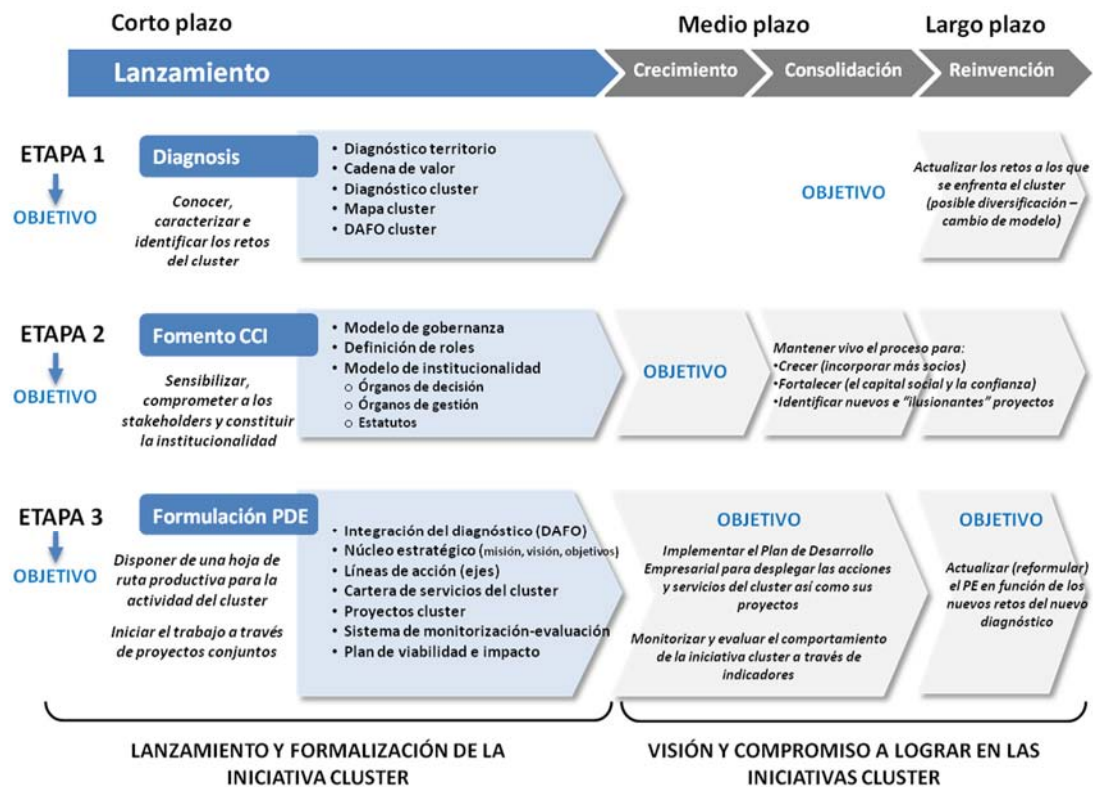 Corto plazo
Medio plazo
Largo plazo
Lanzamiento
Crecimiento
Consolidación
Reinvención
ETAPA 1
OBJETIVO
Diagnosis
Conocer,
caracterizar e
identificar los retos
del cluster
• Diagnóstico territorio
• Cadena de valor
• Diagnóstico cluster
• Mapa cluster
• DAFO cluster
OBJETIVO
Actualizar los retos a los que
se enfrenta el cluster
(posible diversificación –
cambio de modelo)
ETAPA 2
OBJETIVO
Fomento CCI
Sensibilizar,
comprometer a los
stakeholders y constituir
la institucionalidad
• Modelo de gobernanza
• Definición de roles
• Modelo de institucionalidad
o Órganos de decisión
o Órganos de gestión
o Estatutos
OBJETIVO
Mantener vivo el proceso para:
•Crecer (incorporar más socios)
•Fortalecer (el capital social y la confianza)
•Identificar nuevos e “ilusionantes” proyectos
ETAPA 3
OBJETIVO
Formulación PDE
Disponer de una hoja de
ruta productiva para la
actividad del cluster
Iniciar el trabajo a través
de proyectos conjuntos
• Integración del diagnóstico (DAFO)
• Núcleo estratégico (misión, visión, objetivos)
• Líneas de acción (ejes)
• Cartera de servicios del cluster
• Proyectos cluster
• Sistema de monitorización-evaluación
• Plan de viabilidad e impacto
OBJETIVO
Implementar el Plan de Desarrollo
Empresarial para desplegar las acciones
y servicios del cluster así como sus
proyectos
Monitorizar y evaluar el comportamiento
de la iniciativa cluster a través de
indicadores
OBJETIVO
Actualizar (reformular)
el PE en función de los
nuevos retos del nuevo
diagnóstico
LANZAMIENTO Y FORMALIZACIÓN DE LA
INICIATIVA CLUSTER
VISIÓN Y COMPROMISO A LOGRAR EN LAS
INICIATIVAS CLUSTER